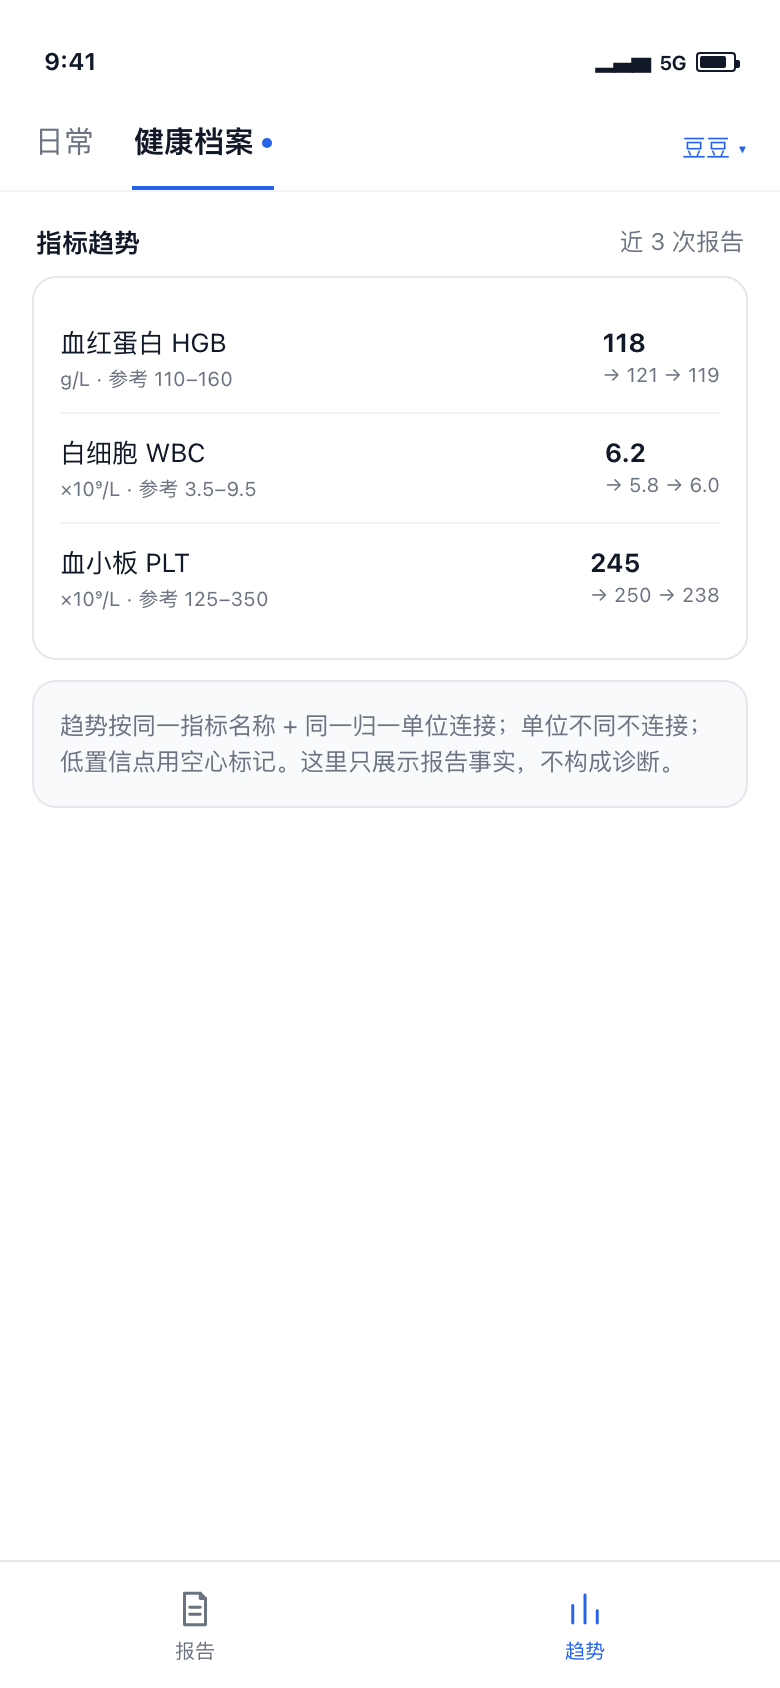 9:41
5G
日常 健康档案 豆豆 ▾
指标趋势 近 3 次报告
血红蛋白 HGB 118
g/L · 参考 110–160 → 121 → 119
白细胞 WBC 6.2
×10⁹/L · 参考 3.5–9.5 → 5.8 → 6.0
血小板 PLT 245
×10⁹/L · 参考 125–350 → 250 → 238
趋势按同一指标名称 + 同一归一单位连接；单位不同不连接；
低置信点用空心标记。这里只展示报告事实，不构成诊断。
报告 趋势